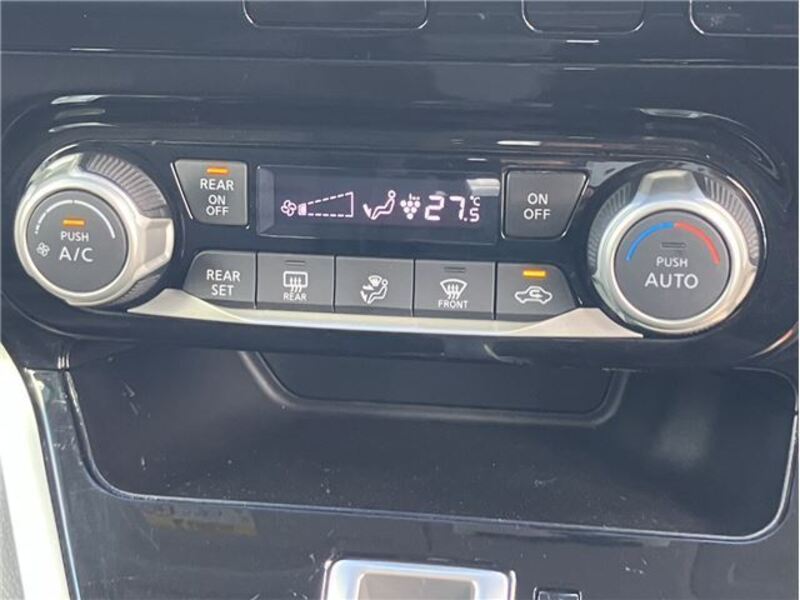 PUSH
A/C
REAR
ON
OFF
27.5
°C
ON
OFF
PUSH
AUTO
REAR
SET
REAR
FRONT